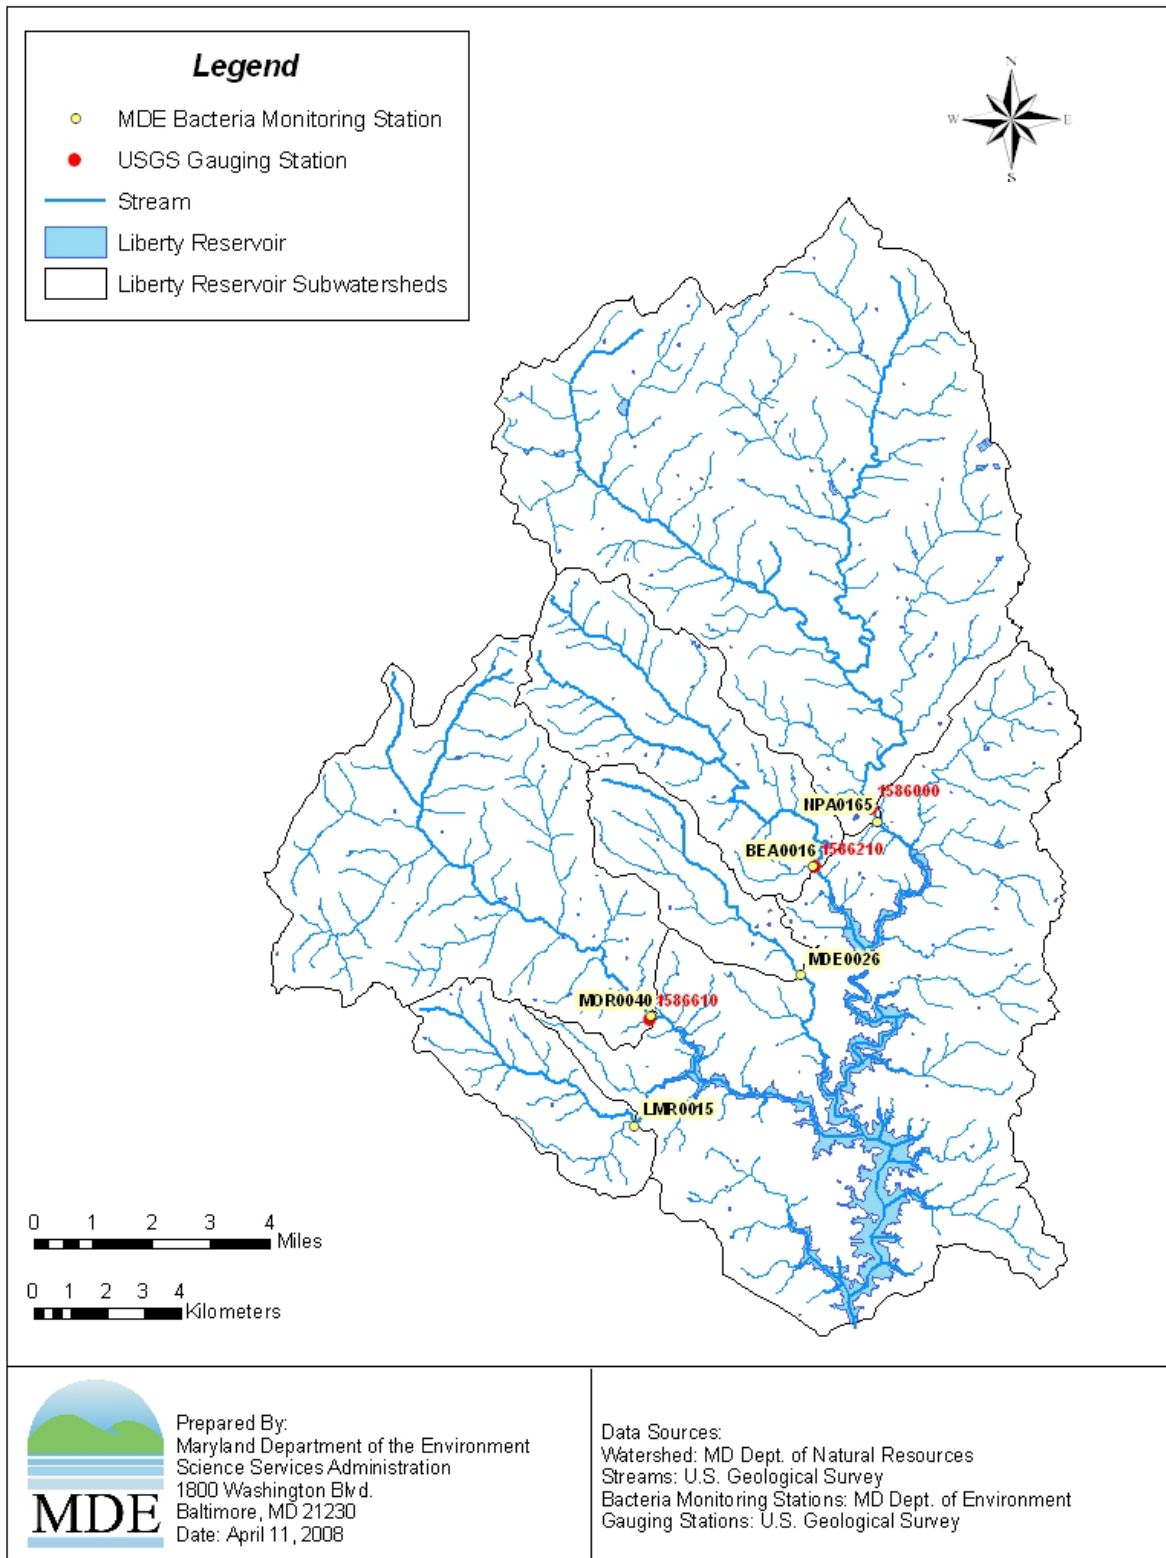 Legend
MDE Bacteria Monitoring Station
USGS Gauging Station
Stream
Liberty Reservoir
Liberty Reservoir Subwatersheds
N
W
E
S
1586000
NPA0165
BEA0016
1586210
MDE0026
MOR0040
1586610
LMR0015
0 1 2 3 4
Miles
0 1 2 3 4
Kilometers
MDE
Prepared By:
Maryland Department of the Environment
Science Services Administration
1800 Washington Blvd.
Baltimore, MD 21230
Date: April 11, 2008
Data Sources:
Watershed: MD Dept. of Natural Resources
Streams: U.S. Geological Survey
Bacteria Monitoring Stations: MD Dept. of Environment
Gauging Stations: U.S. Geological Survey